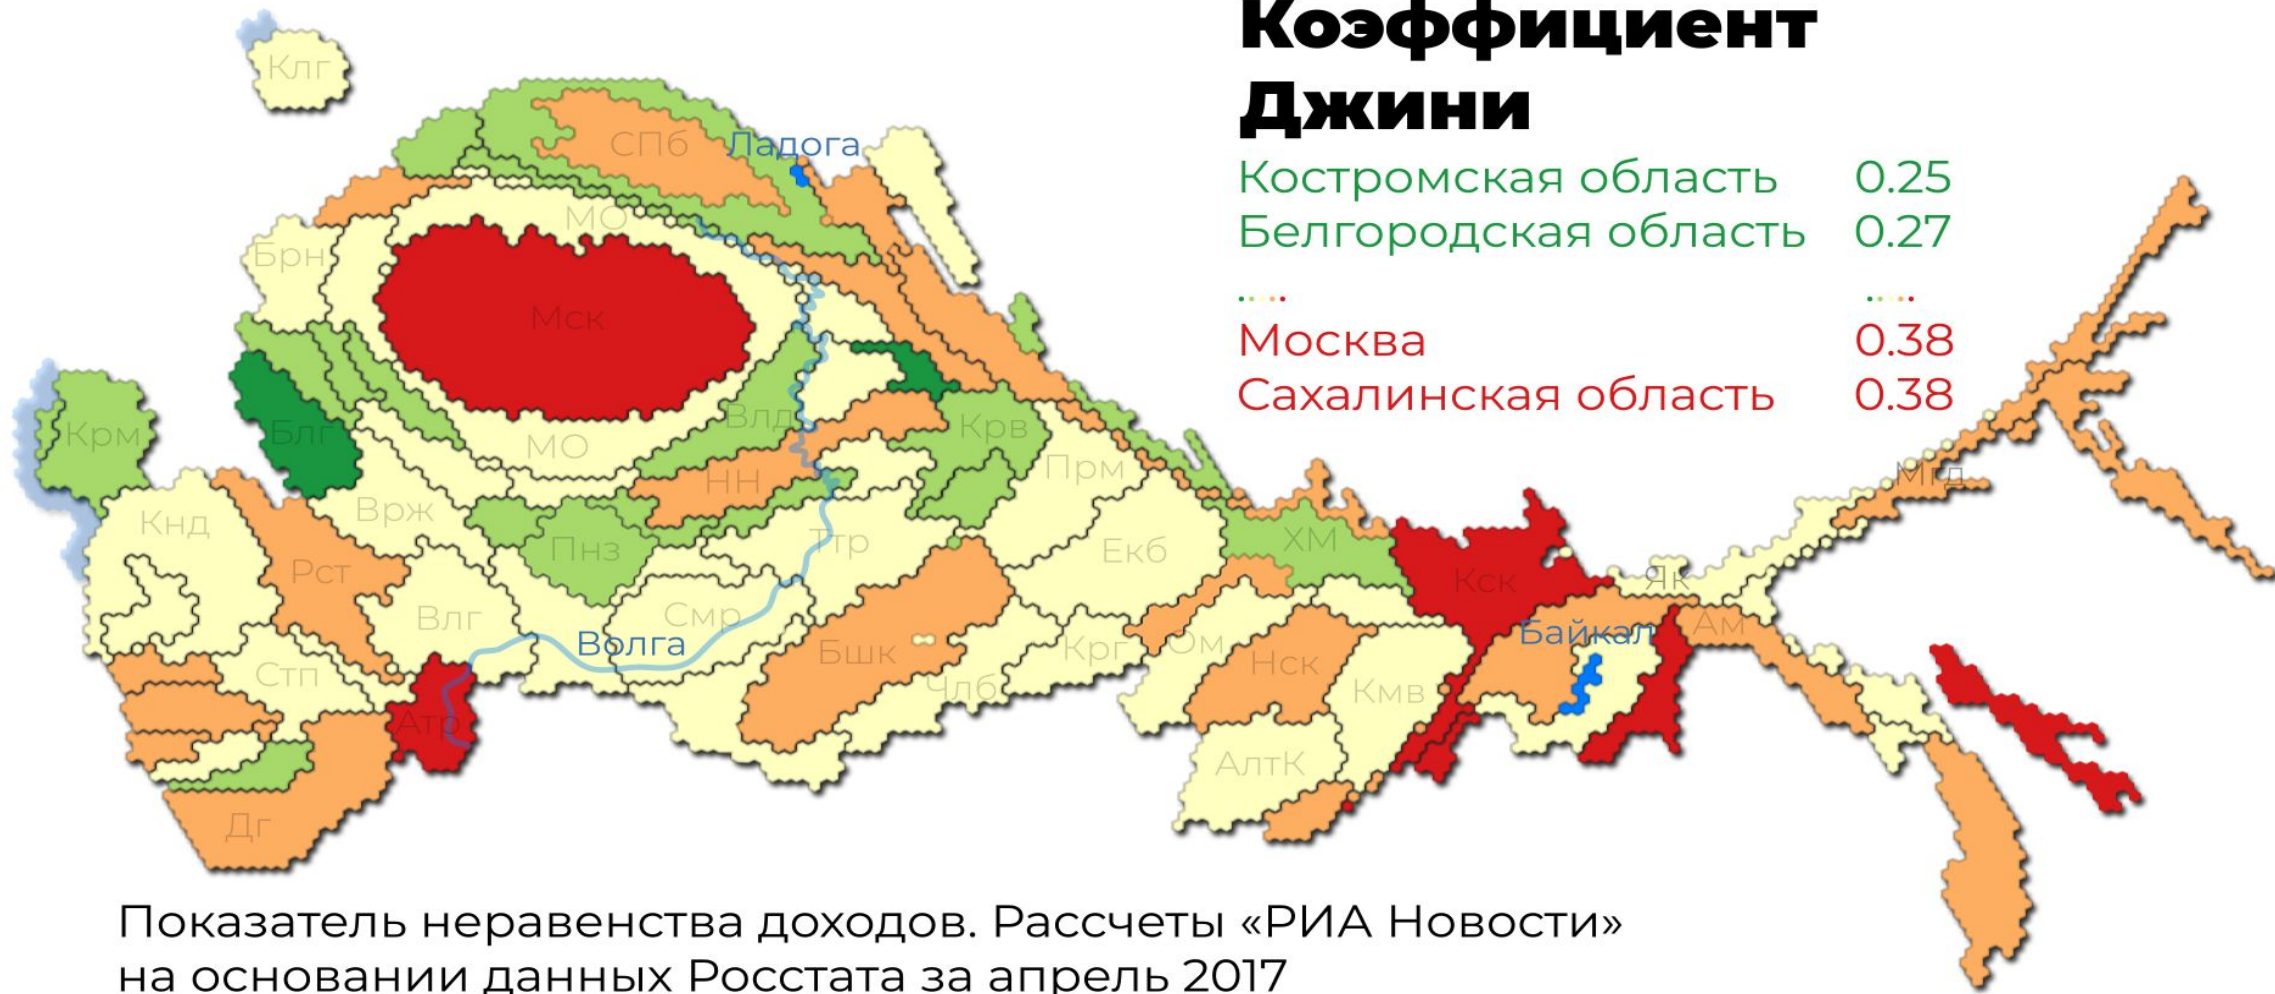 Коэффициент
Джини
Костромская область 0.25
Белгородская область 0.27
Москва 0.38
Сахалинская область 0.38
Клг
СПб
Ладога
МО
Брн
Мск
Крм
Блг
Влд
Крв
МО
Прм
НН
Мгд
Кнд
Врж
Пнз
Ттр
Екб
ХМ
Рст
Кск
Як
Влг
Смр
Волга
Бшк
Крг
Ом
Нск
Байкал
Ам
Стп
Члб
Кмв
Атр
АлтК
Дг
Показатель неравенства доходов. Рассчеты «РИА Новости»
на основании данных Росстата за апрель 2017